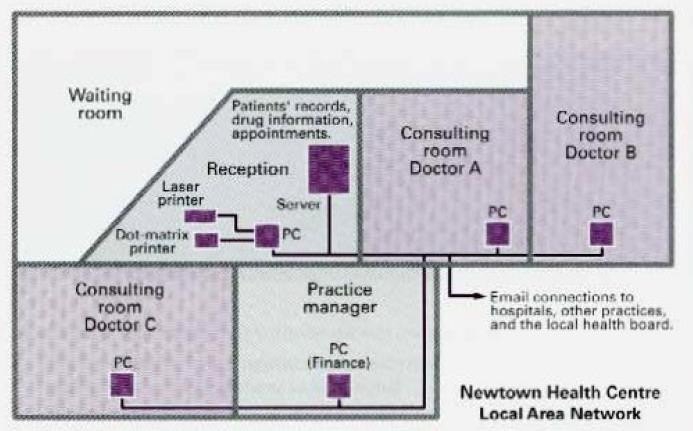 Waiting
room
Patients' records,
drug information,
appointments.
Reception
Laser
printer
Server
Dot-matrix
printer
PC
Consulting
room
Doctor A
PC
Consulting
room
Doctor B
PC
Consulting
room
Doctor C
PC
Practice
manager
PC
(Finance)
Email connections to
hospitals, other practices,
and the local health board.
Newtown Health Centre
Local Area Network